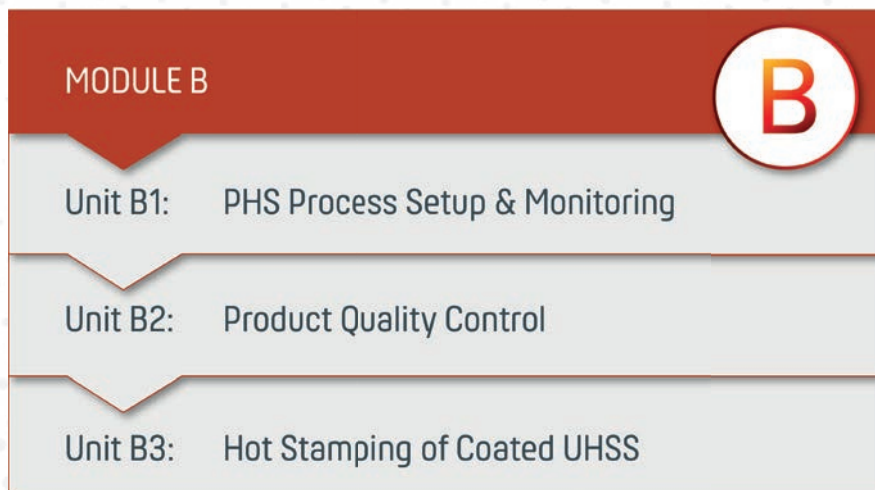 MODULE B
B
Unit B1: PHS Process Setup & Monitoring
Unit B2: Product Quality Control
Unit B3: Hot Stamping of Coated UHSS